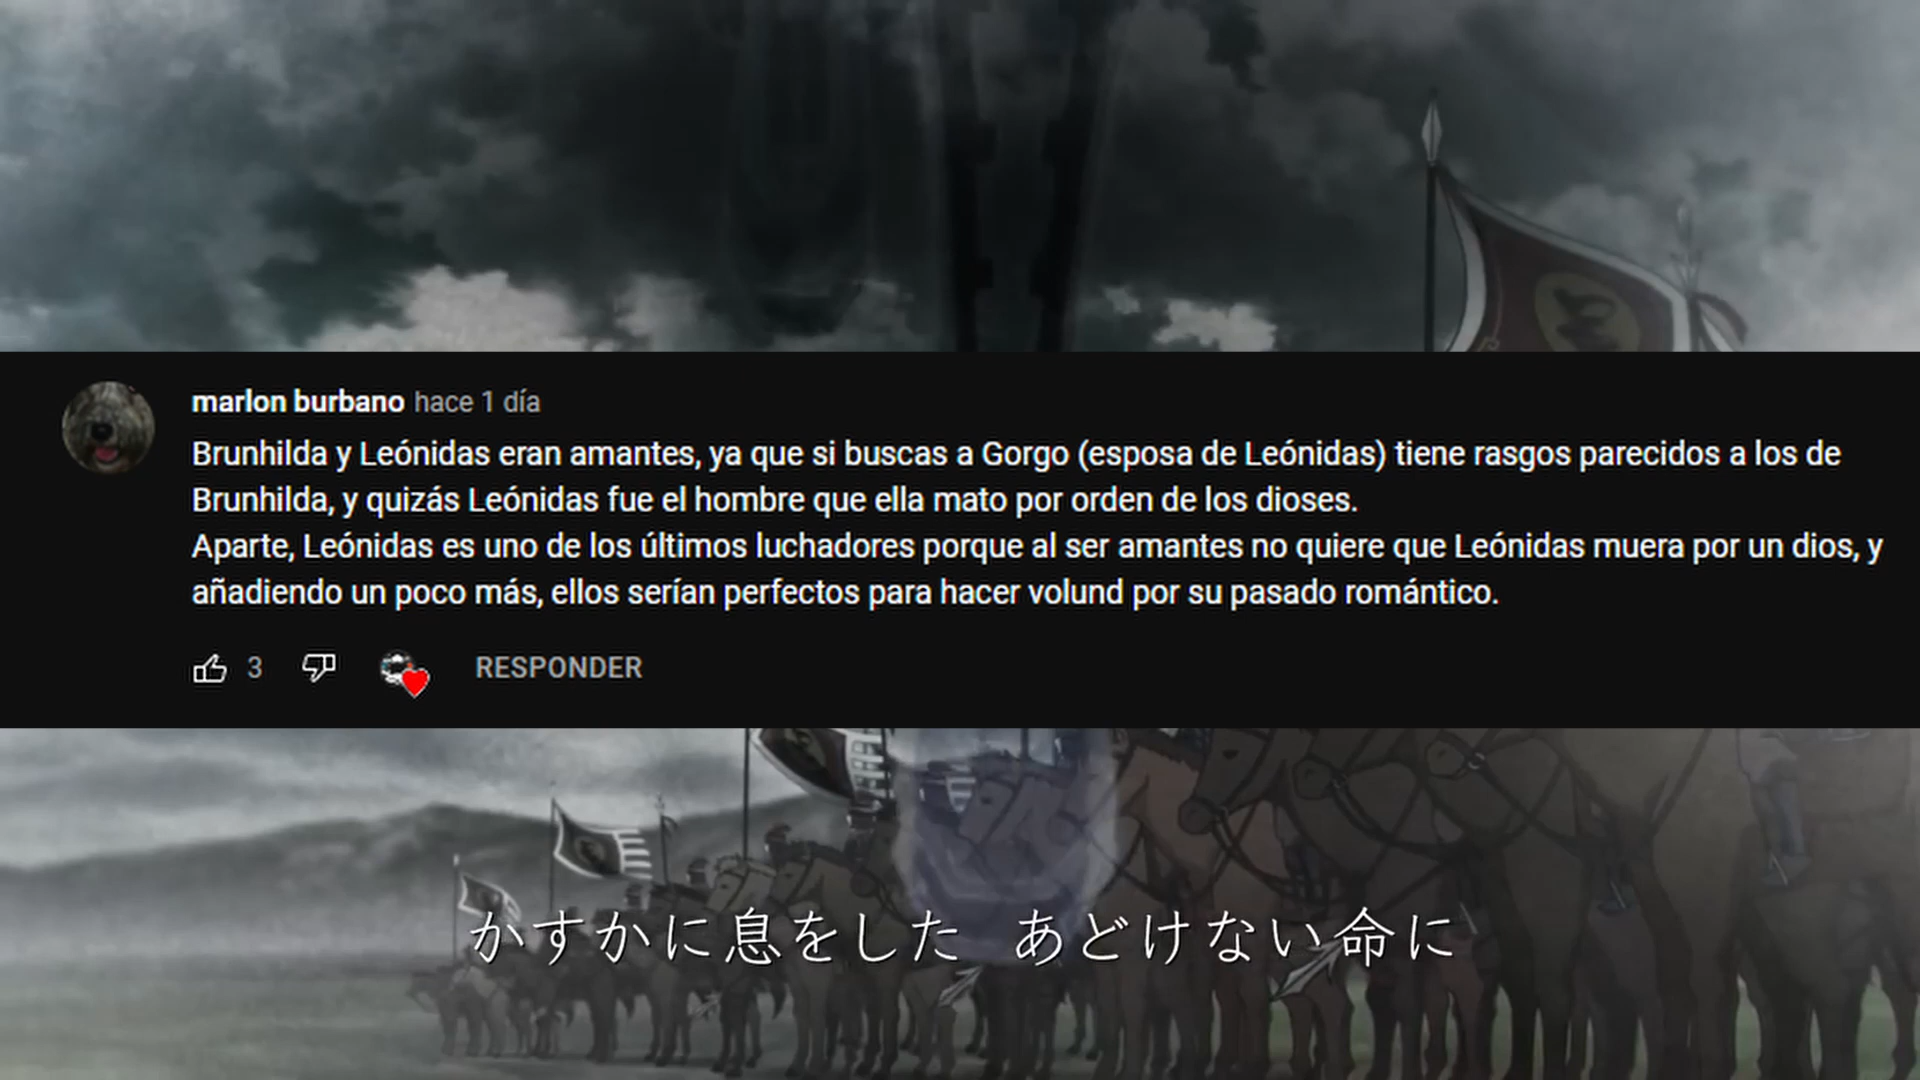 marlon burbano hace 1 día
Brunhilda y Leónidas eran amantes, ya que si buscas a Gorgo (esposa de Leónidas) tiene rasgos parecidos a los de
Brunhilda, y quizás Leónidas fue el hombre que ella mato por orden de los dioses.
Aparte, Leónidas es uno de los últimos luchadores porque al ser amantes no quiere que Leónidas muera por un dios, y
añadiendo un poco más, ellos serían perfectos para hacer volund por su pasado romántico.
3 RESPONDER
かすかに息をした あどけない命に